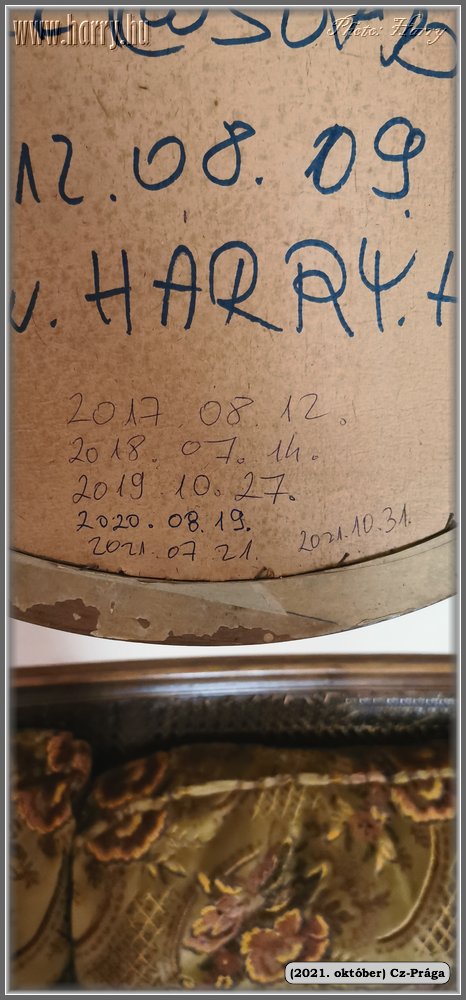 www.harry.hu
Photo: Harry
12.08.09.
w.HARRY.H
2017.08.12.
2018.07.14.
2019.10.27.
2020.08.19.
2021.07.21.
2021.10.31.
(2021. október) Cz-Prága